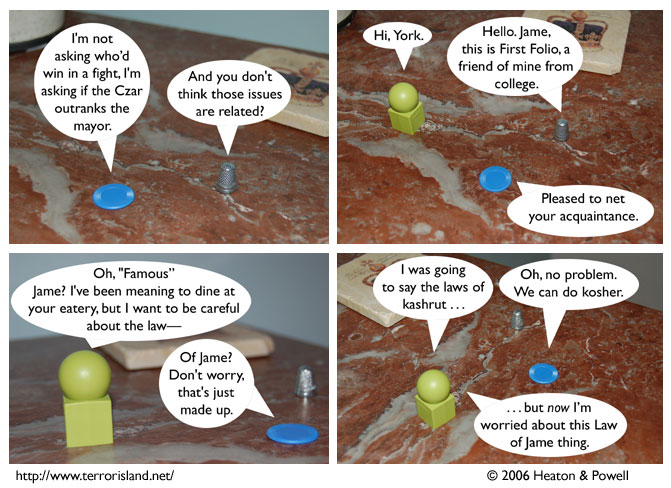 I'm not
asking who'd
win in a fight, I'm
asking if the Czar
outranks the
mayor.
And you don't
think those issues
are related?
Hi, York.
Hello. Jame,
this is First Folio, a
friend of mine from
college.
Pleased to net
your acquaintance.
Oh, "Famous"
Jame? I've been meaning to dine at
your eatery, but I want to be careful
about the law—
Of Jame?
Don't worry,
that's just
made up.
I was going
to say the laws of
kashrut . . .
Oh, no problem.
We can do kosher.
. . . but now I'm
worried about this Law
of Jame thing.
http://www.terrorisland.net/
© 2006 Heaton & Powell